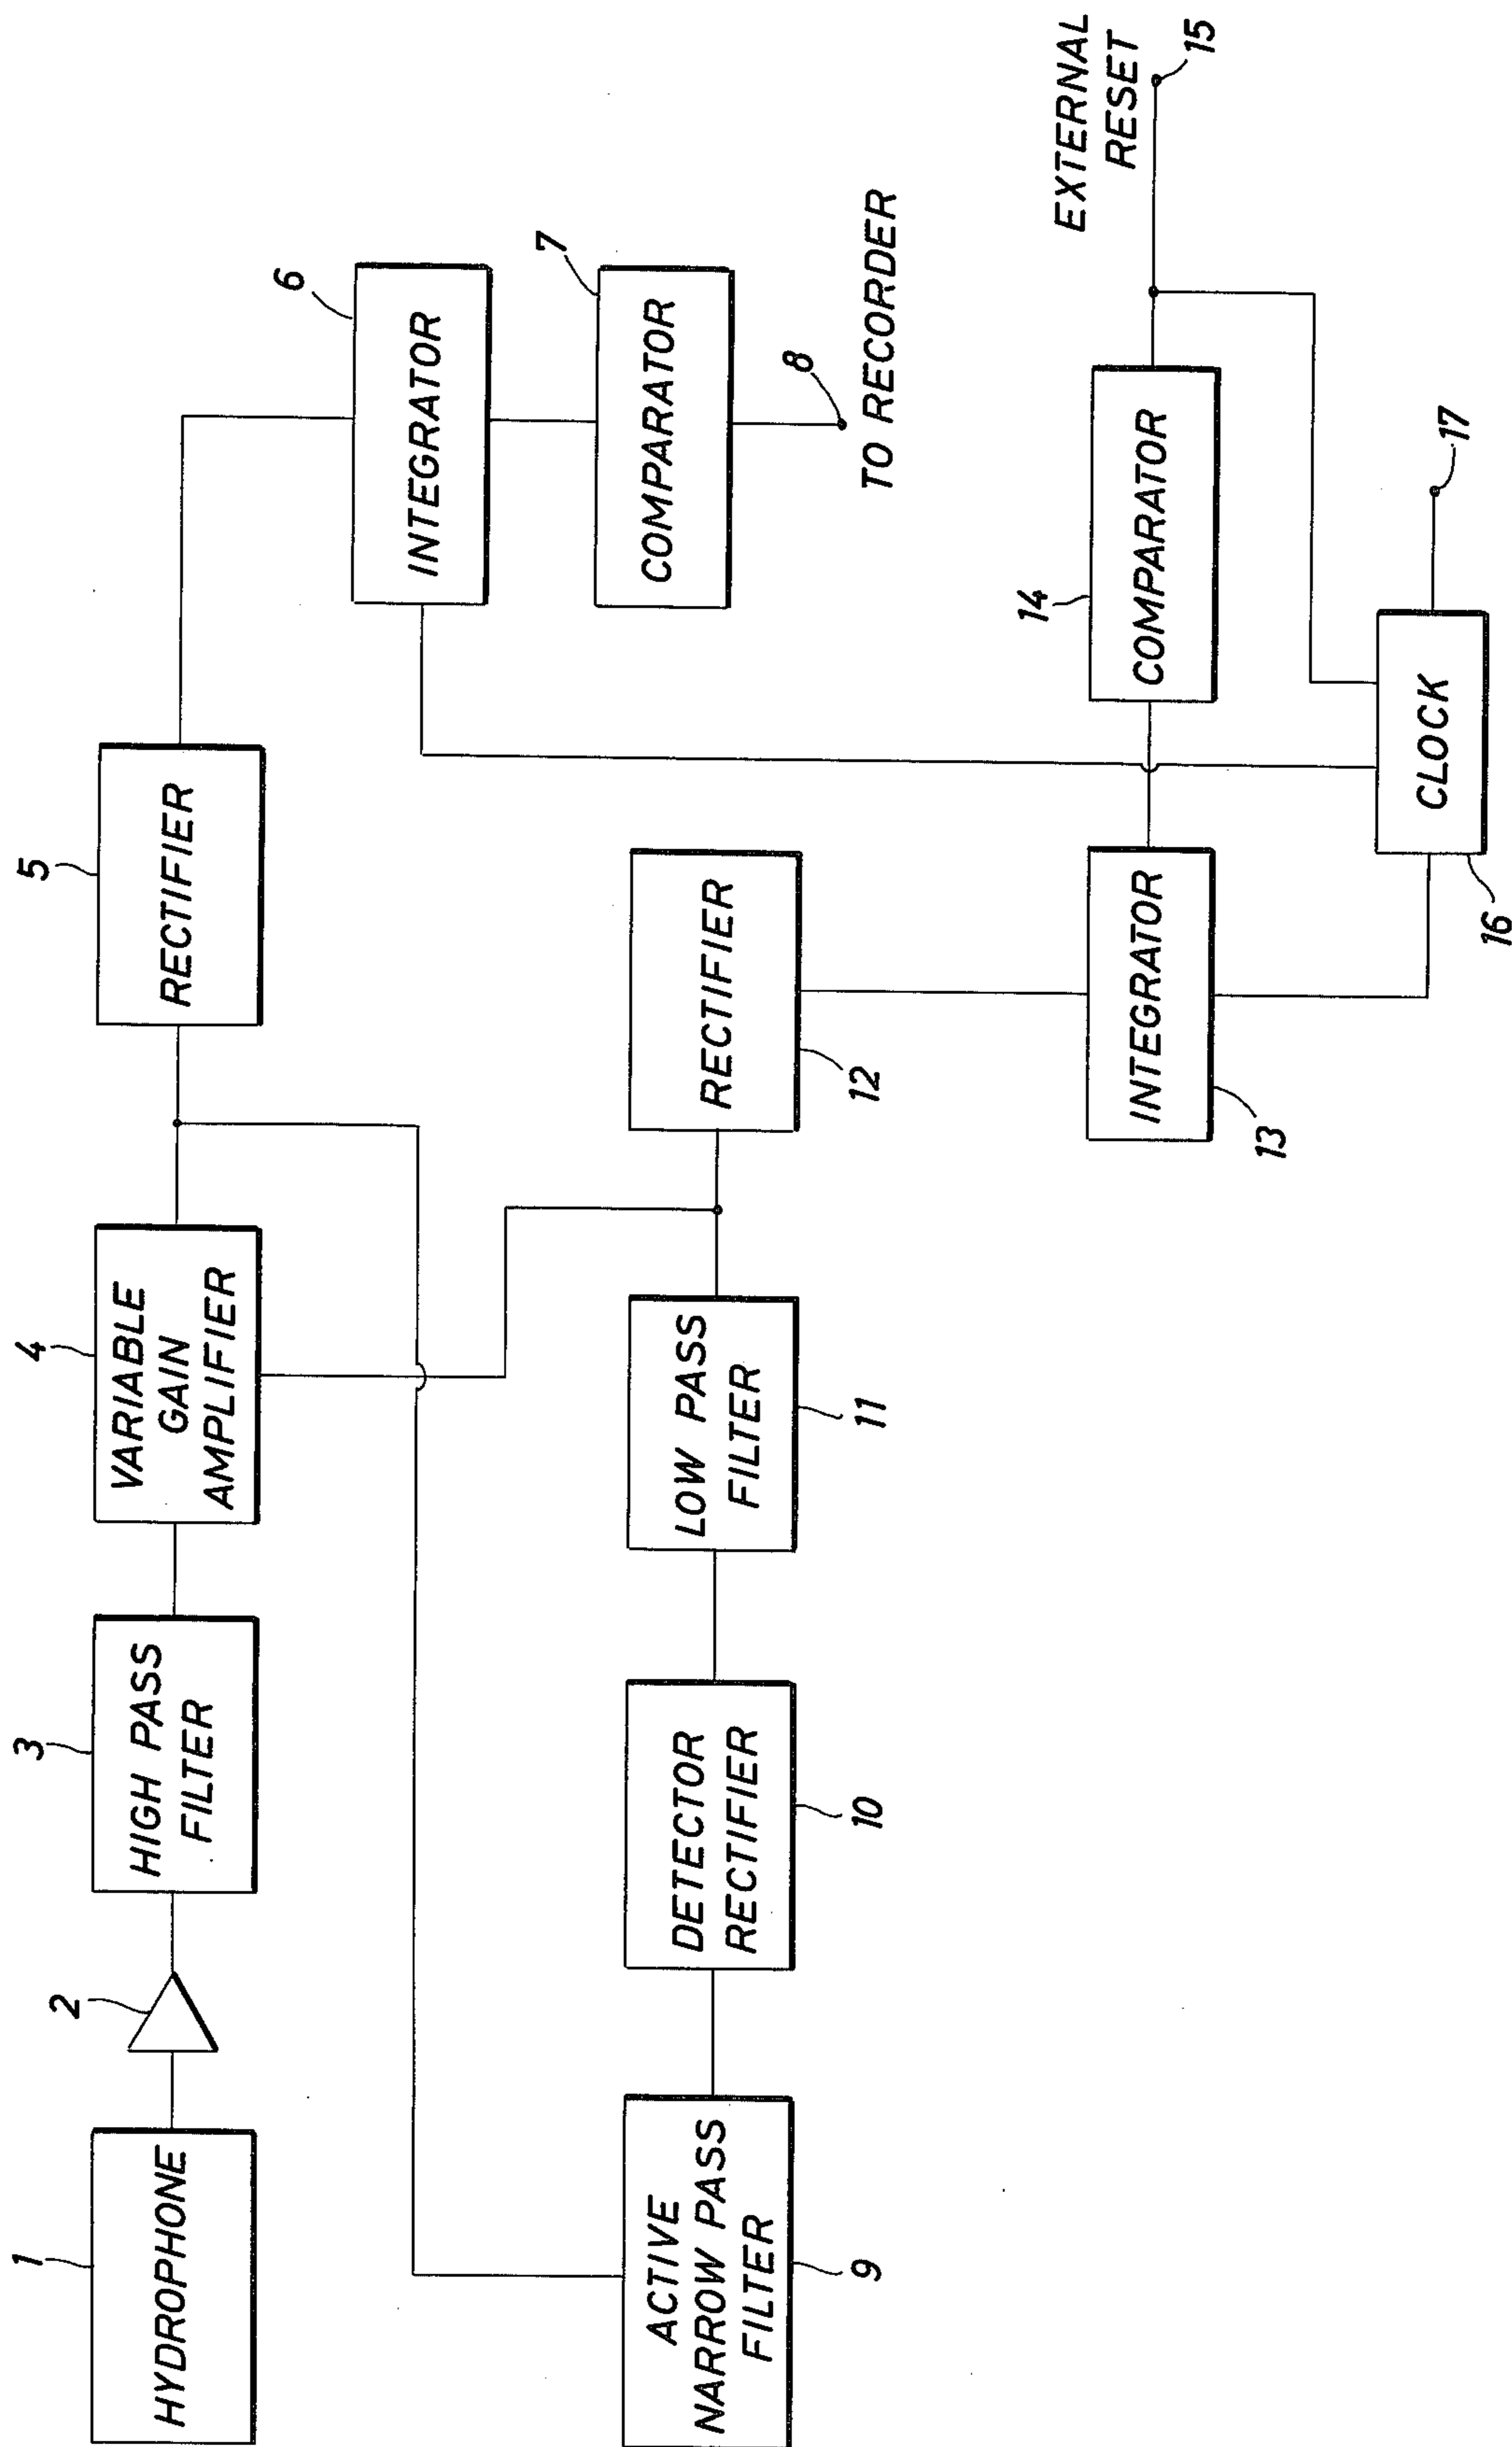 1
HYDROPHONE
2
3
HIGH PASS
FILTER
4
VARIABLE
GAIN
AMPLIFIER
5
RECTIFIER
6
INTEGRATOR
7
COMPARATOR
8
TO RECORDER
9
ACTIVE
NARROW PASS
FILTER
10
DETECTOR
RECTIFIER
11
LOW PASS
FILTER
12
RECTIFIER
13
INTEGRATOR
14
COMPARATOR
EXTERNAL
RESET
15
16
CLOCK
17